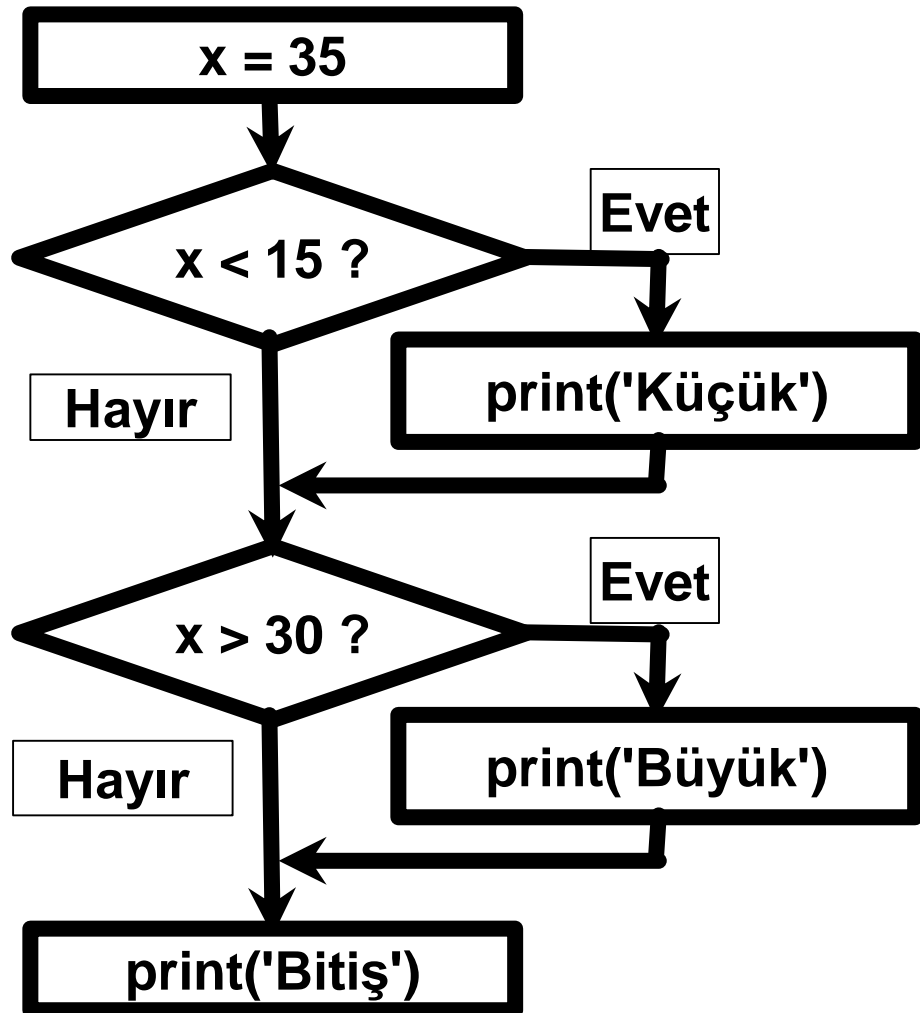 x = 35
Evet
x < 15 ?
print('Küçük')
Hayır
Evet
x > 30 ?
print('Büyük')
Hayır
print('Bitiş')